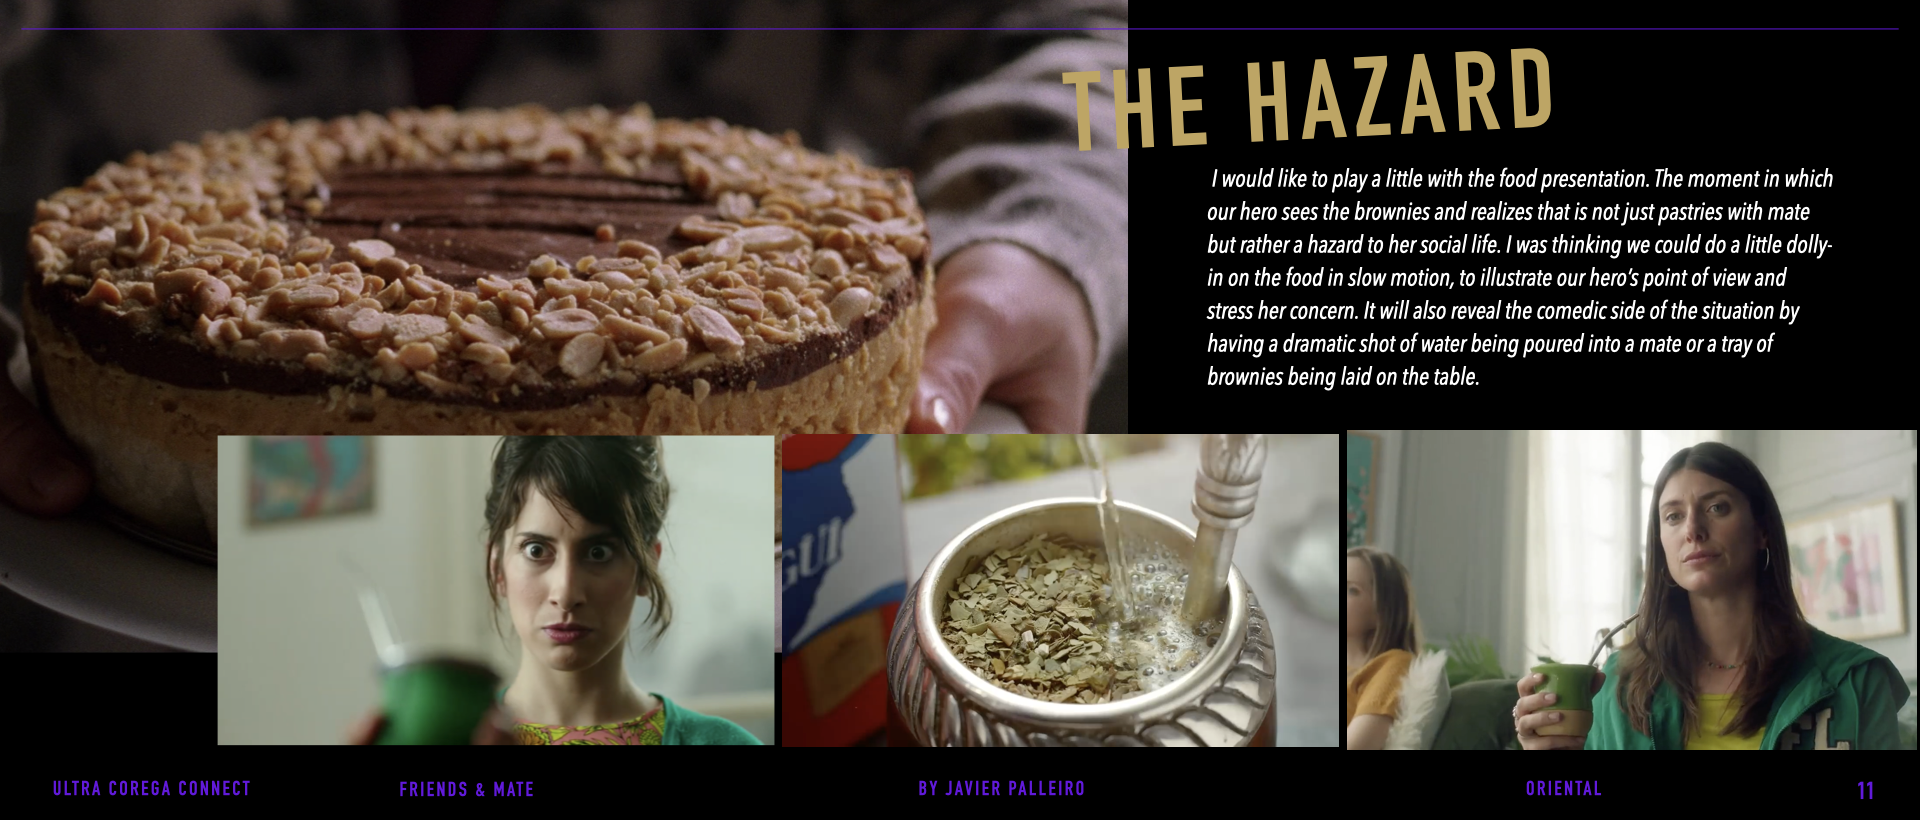 THE HAZARD
I would like to play a little with the food presentation. The moment in which
our hero sees the brownies and realizes that is not just pastries with mate
but rather a hazard to her social life. I was thinking we could do a little dolly-
in on the food in slow motion, to illustrate our hero's point of view and
stress her concern. It will also reveal the comedic side of the situation by
having a dramatic shot of water being poured into a mate or a tray of
brownies being laid on the table.
GUI
EL
ULTRA COREGA CONNECT
FRIENDS & MATE
BY JAVIER PALLEIRO
ORIENTAL
11